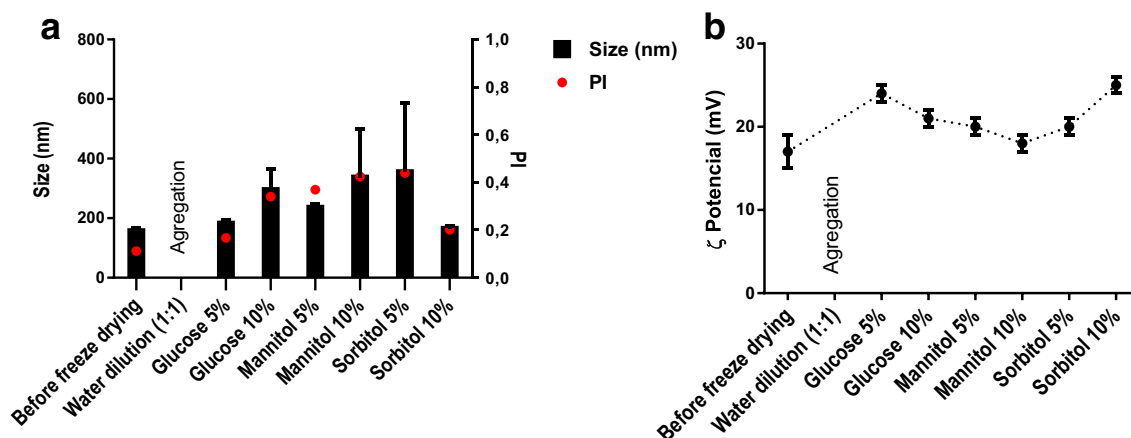 a
800
600
400
200
0
Size (nm)
Agregation
1,0
0,8
0,6
0,4
0,2
0,0
PI
Size (nm)
PI
Before freeze drying
Water dilution (1:1)
Glucose 5%
Glucose 10%
Mannitol 5%
Mannitol 10%
Sorbitol 5%
Sorbitol 10%
b
30
20
10
0
ζ Potencial (mV)
Agregation
Before freeze drying
Water dilution (1:1)
Glucose 5%
Glucose 10%
Mannitol 5%
Mannitol 10%
Sorbitol 5%
Sorbitol 10%